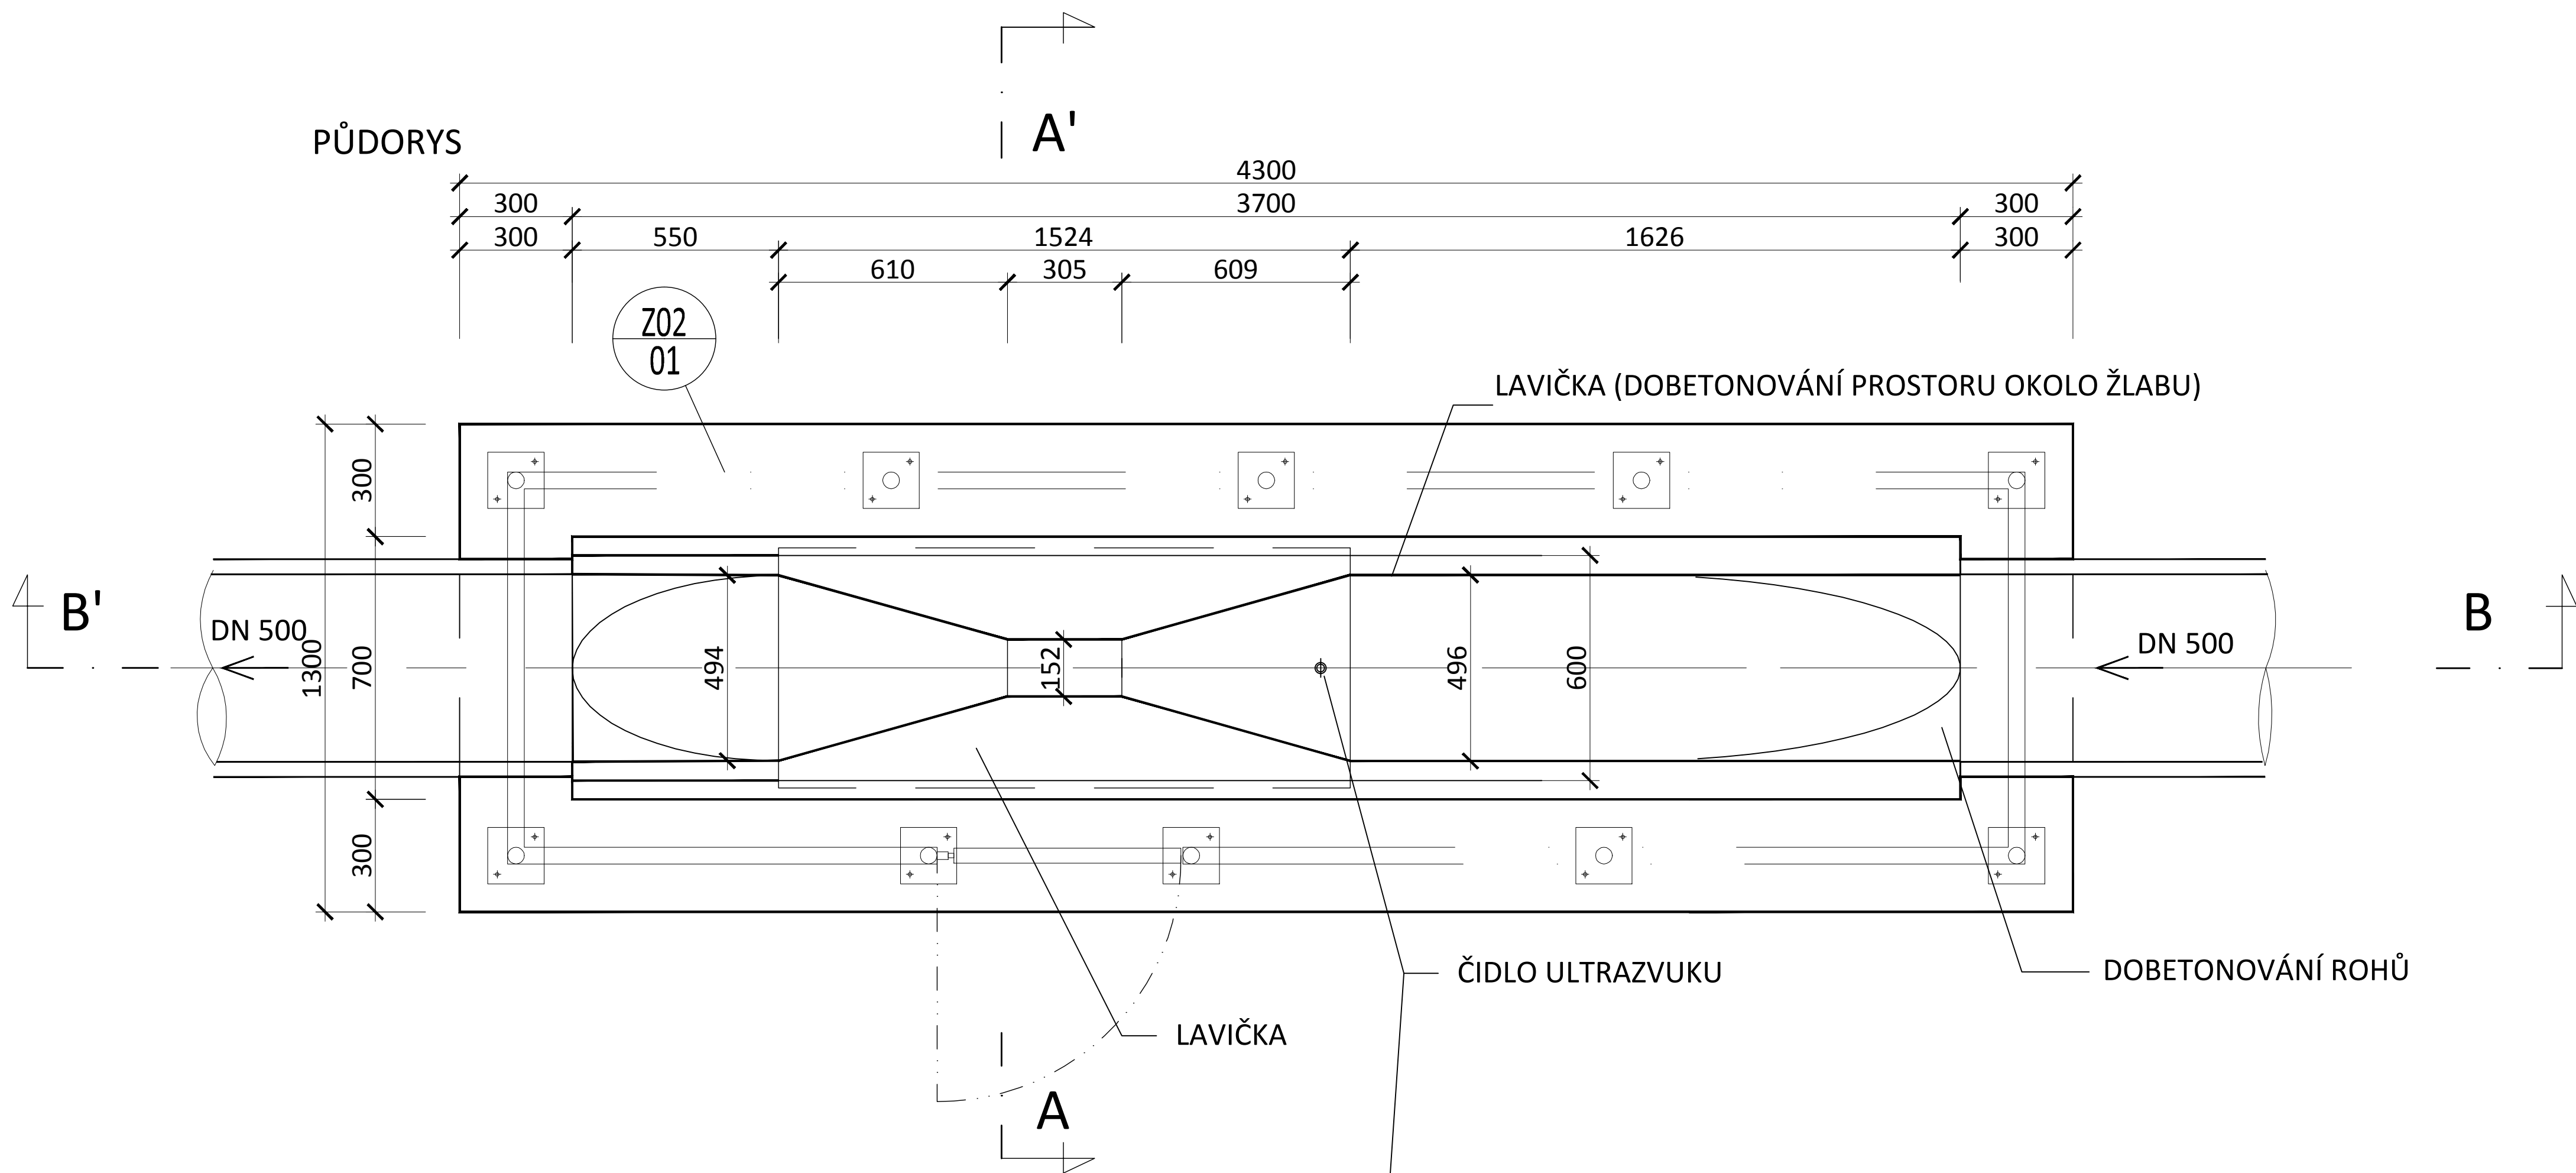 A'
PŮDORYS
4300
300 3700 300
300 550 1524 1626 300
610 305 609
Z02
01
LAVIČKA (DOBETONOVÁNÍ PROSTORU OKOLO ŽLABU)
300
B'
B
DN 500
DN 500
1300
700
494
152
496
600
300
ČIDLO ULTRAZVUKU
DOBETONOVÁNÍ ROHŮ
LAVIČKA
A